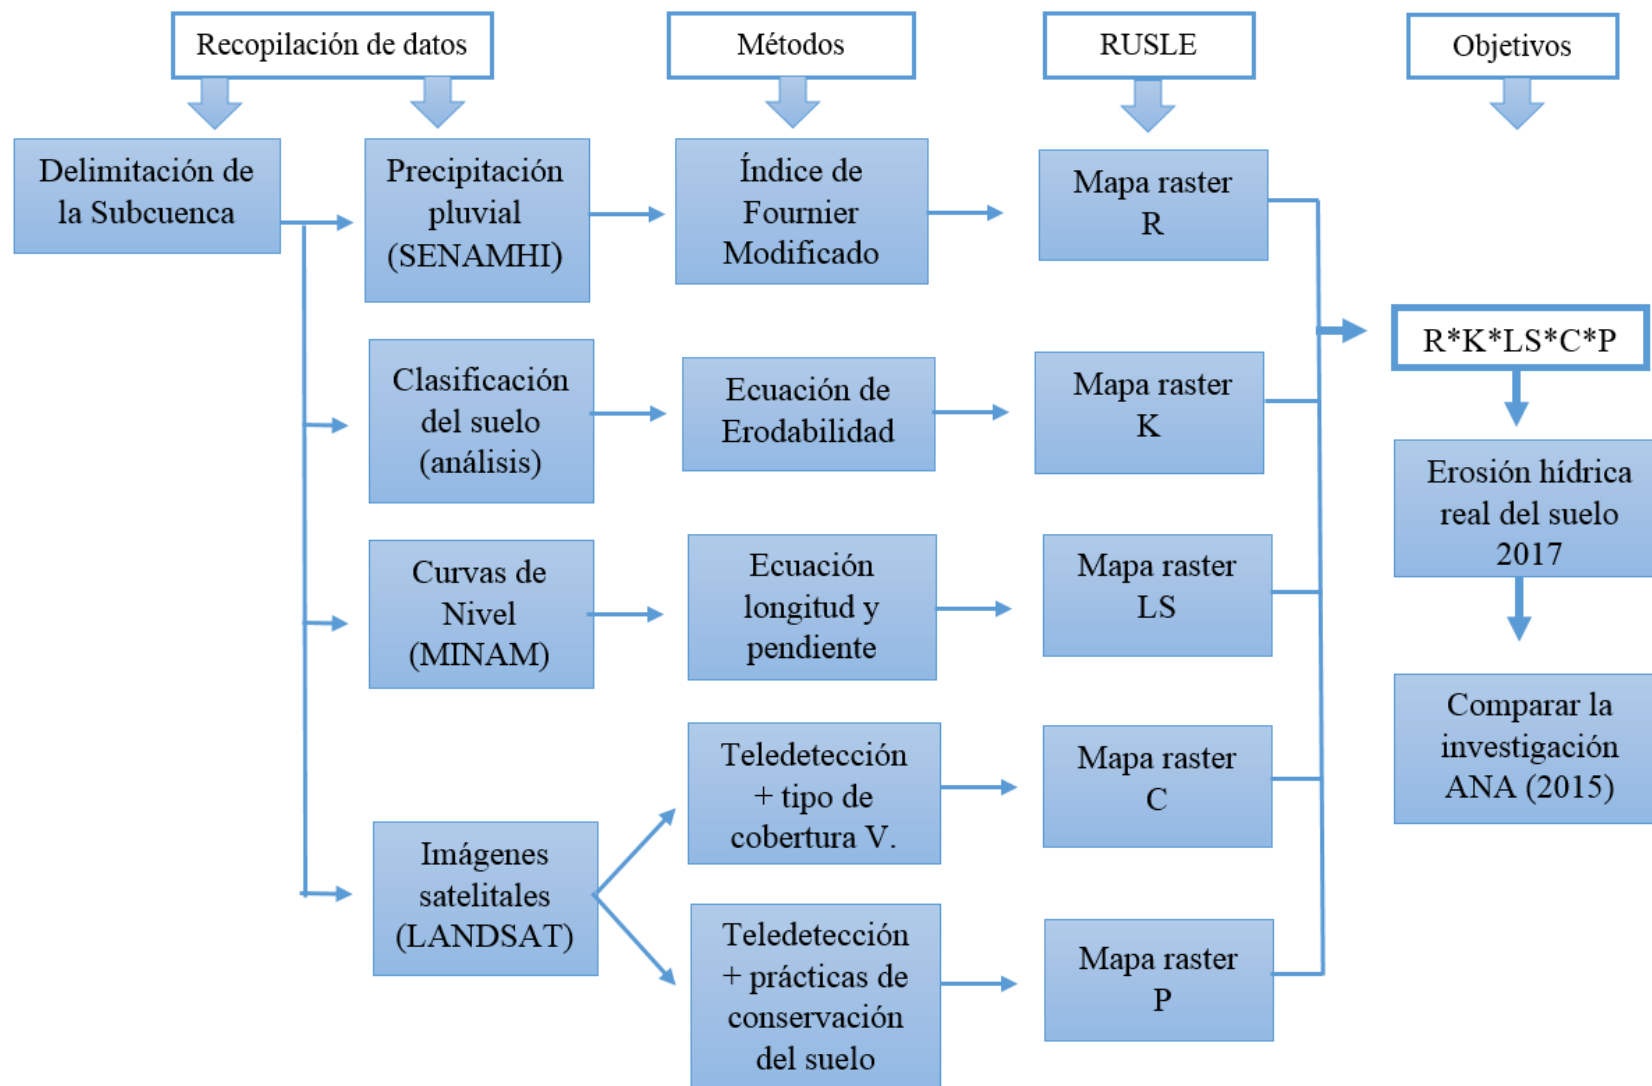 Recopilación de datos
Métodos
RUSLE
Objetivos
Delimitación de
la Subcuenca
Precipitación
pluvial
(SENAMHI)
Índice de
Fournier
Modificado
Mapa raster
R
Clasificación
del suelo
(análisis)
Ecuación de
Erodabilidad
Mapa raster
K
Curvas de
Nivel
(MINAM)
Ecuación
longitud y
pendiente
Mapa raster
LS
Imágenes
satelitales
(LANDSAT)
Teledetección
+ tipo de
cobertura V.
Mapa raster
C
Teledetección
+ prácticas de
conservación
del suelo
Mapa raster
P
R*K*LS*C*P
Erosión hídrica
real del suelo
2017
Comparar la
investigación
ANA (2015)